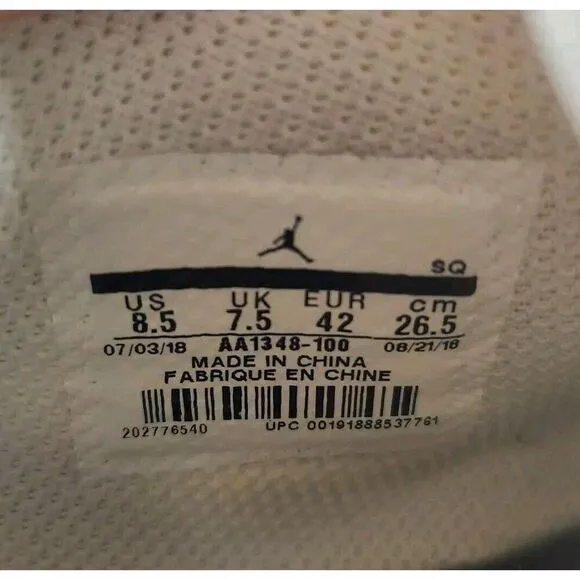 SQ
US UK EUR cm
8.5 7.5 42 26.5
07/03/18 AA1348-100 08/21/18
MADE IN CHINA
FABRIQUE EN CHINE
202776540 UPC 00191888537761